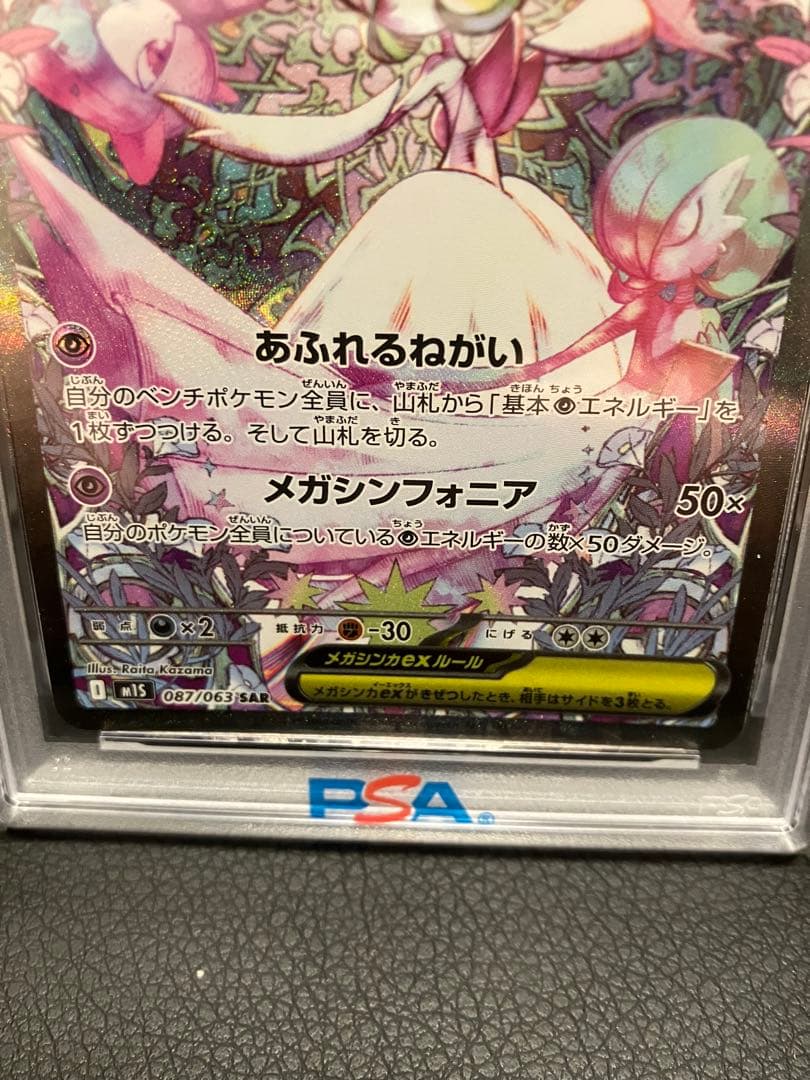 あふれるねがい
自分のベンチポケモン全員に、山札から「基本エネルギー」を
1枚ずつつける。そして山札を切る。
メガシンフォニア 50×
自分のポケモン全員についているエネルギーの数×50ダメージ。
弱点 ×2 抵抗力 -30 にげる
Illus. Raita Kazama
メガシンカexルール
I M1S 087/063 SAR
メガシンカexがきぜつしたとき、相手はサイドを3枚とる。
PSA